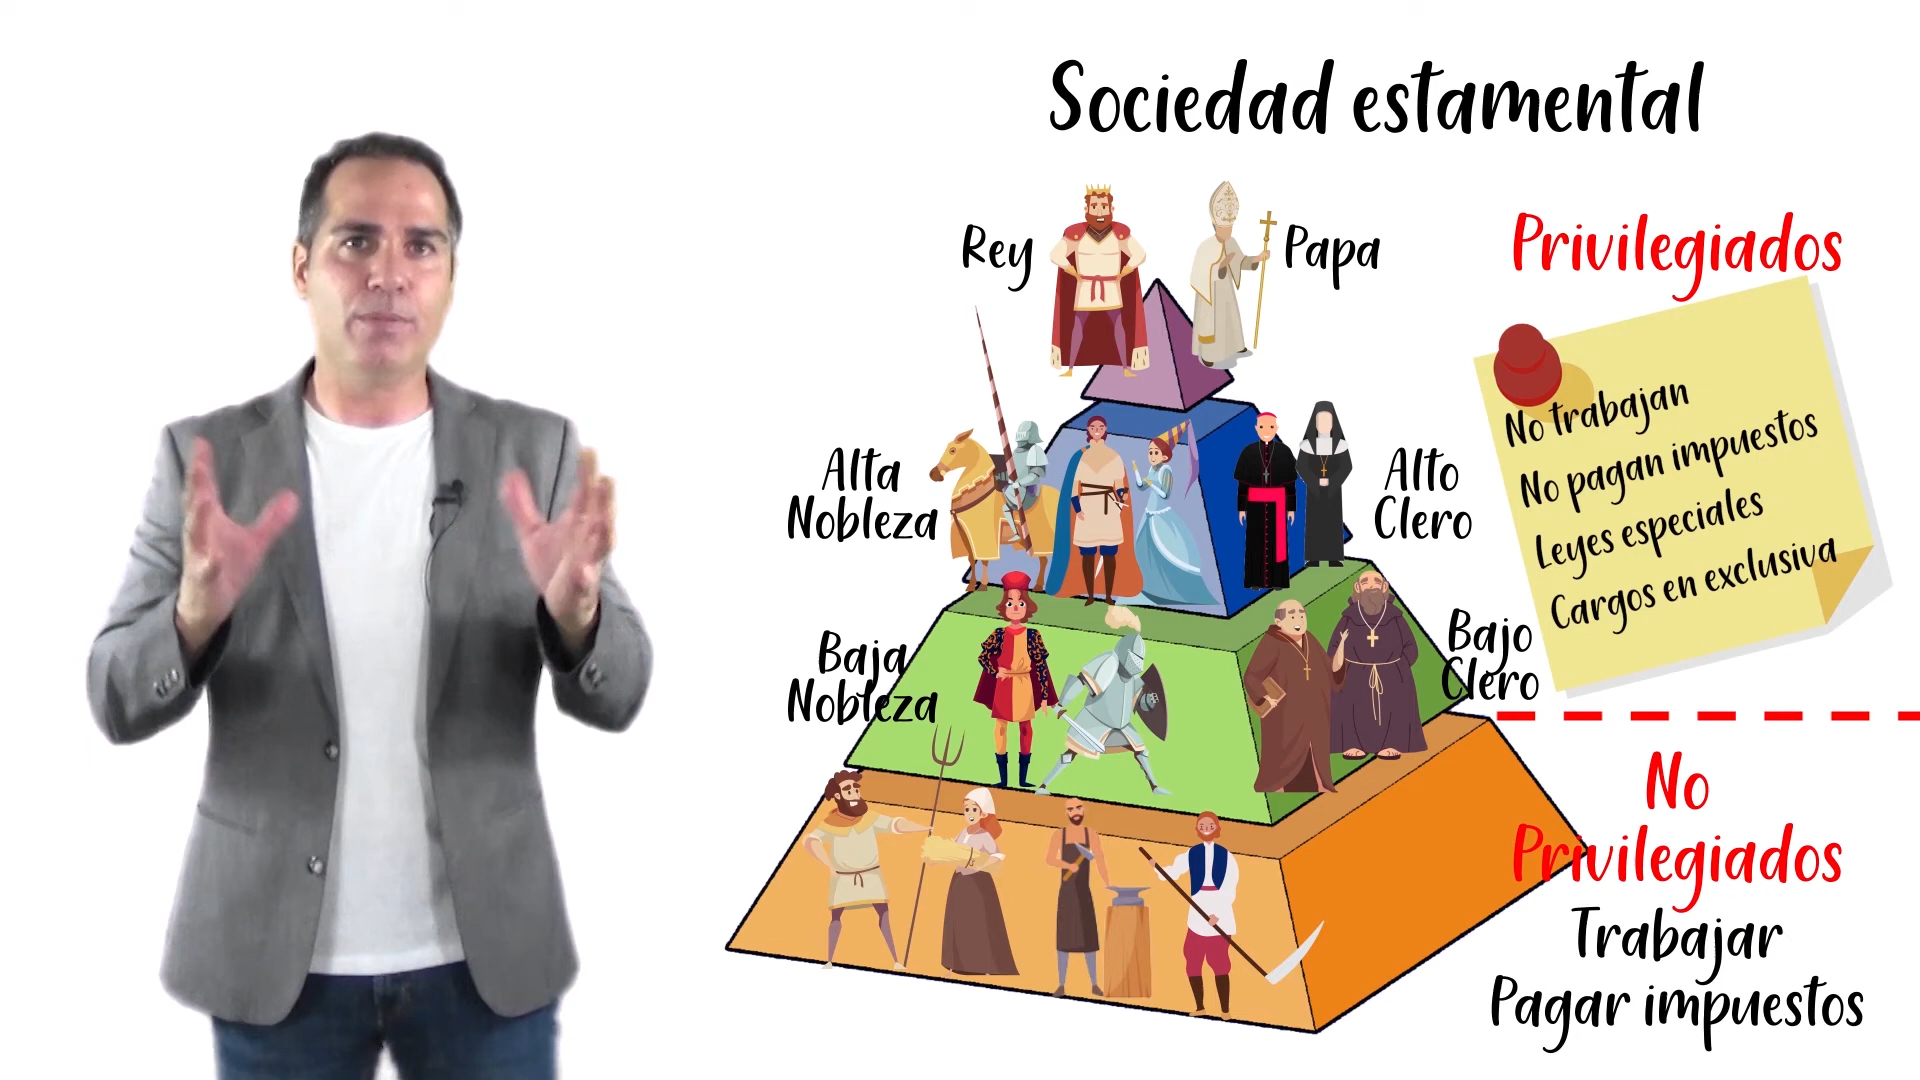 Sociedad estamental
Rey
Papa
Privilegiados
No trabajan
No pagan impuestos
Leyes especiales
Cargos en exclusiva
Alta
Nobleza
Alto
Clero
Baja
Nobleza
Bajo
Clero
No
Privilegiados
Trabajar
Pagar impuestos